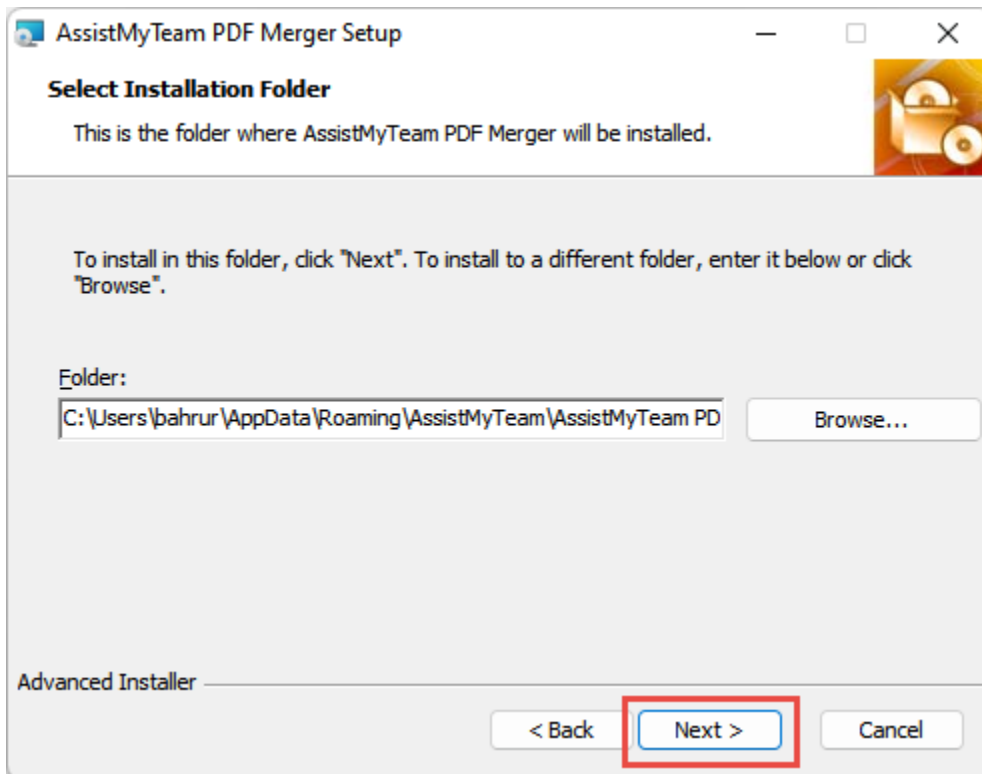 AssistMyTeam PDF Merger Setup
Select Installation Folder
This is the folder where AssistMyTeam PDF Merger will be installed.
To install in this folder, click "Next". To install to a different folder, enter it below or click
"Browse".
Folder:
C:\Users\bahrur\AppData\Roaming\AssistMyTeam\AssistMyTeam PD
Browse...
Advanced Installer
< Back
Next >
Cancel